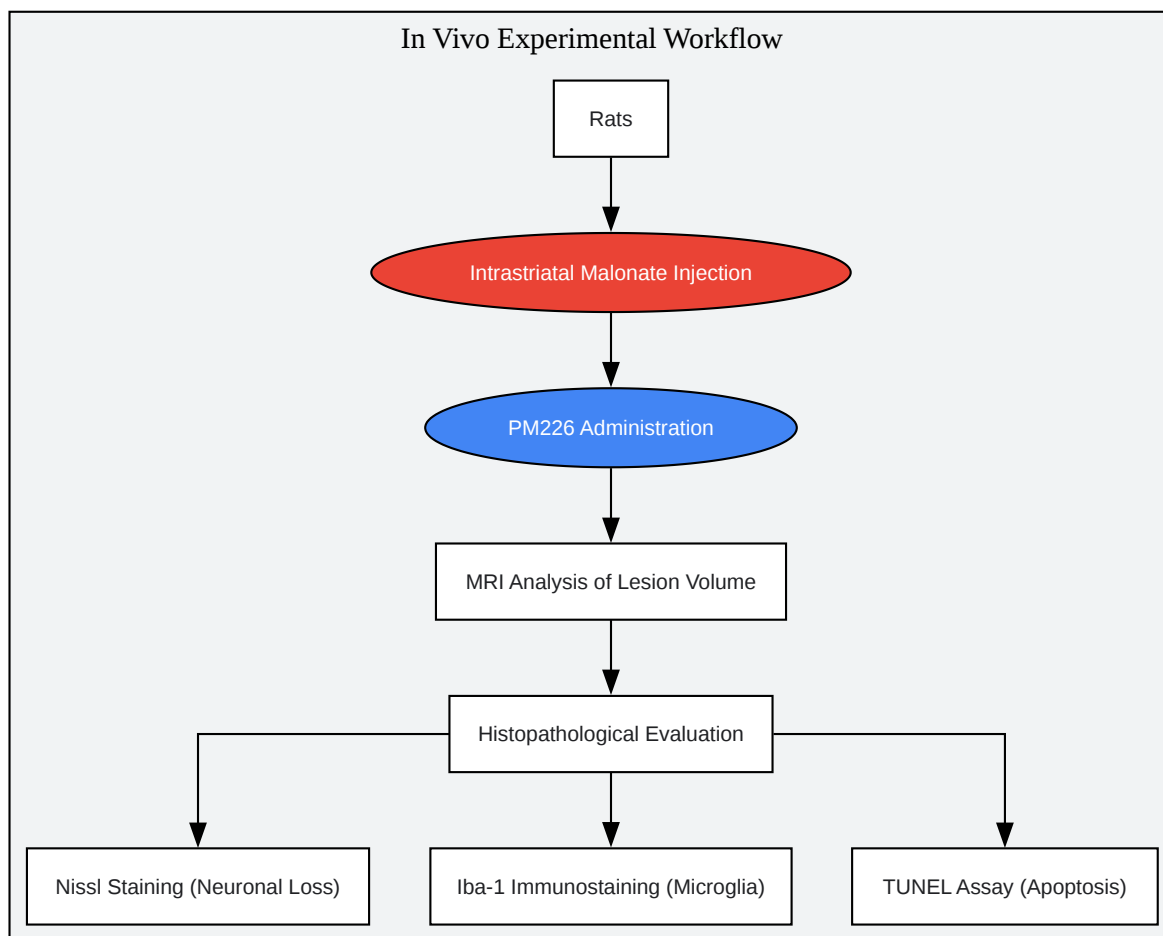 In Vivo Experimental Workflow
Rats
Intrastriatal Malonate Injection
PM226 Administration
MRI Analysis of Lesion Volume
Histopathological Evaluation
Nissl Staining (Neuronal Loss)
Iba-1 Immunostaining (Microglia)
TUNEL Assay (Apoptosis)